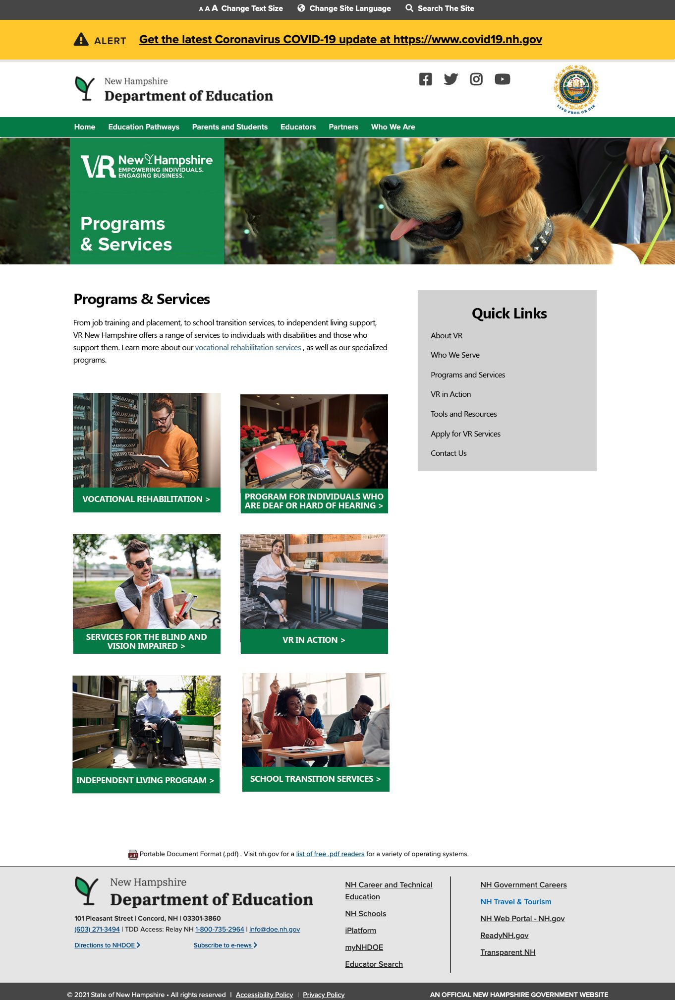 A A A Change Text Size Change Site Language Search The Site
ALERT Get the latest Coronavirus COVID-19 update at https://www.covid19.nh.gov
New Hampshire
Department of Education
LIVE FREE OR DIE
Home Education Pathways Parents and Students Educators Partners Who We Are
VR New Hampshire
EMPOWERING INDIVIDUALS.
ENGAGING BUSINESS.
Programs
& Services
Programs & Services
From job training and placement, to school transition services, to independent living support,
VR New Hampshire offers a range of services to individuals with disabilities and those who
support them. Learn more about our vocational rehabilitation services , as well as our specialized
programs.
Quick Links
About VR
Who We Serve
Programs and Services
VR in Action
Tools and Resources
Apply for VR Services
Contact Us
VOCATIONAL REHABILITATION >
PROGRAM FOR INDIVIDUALS WHO
ARE DEAF OR HARD OF HEARING >
SERVICES FOR THE BLIND AND
VISION IMPAIRED >
VR IN ACTION >
INDEPENDENT LIVING PROGRAM >
SCHOOL TRANSITION SERVICES >
pdf Portable Document Format (.pdf) . Visit nh.gov for a list of free .pdf readers for a variety of operating systems.
New Hampshire
Department of Education
101 Pleasant Street | Concord, NH | 03301-3860
(603) 271-3494 | TDD Access: Relay NH 1-800-735-2964 | info@doe.nh.gov
Directions to NHDOE Subscribe to e-news
NH Career and Technical
Education
NH Schools
iPlatform
myNHDOE
Educator Search
NH Government Careers
NH Travel & Tourism
NH Web Portal - NH.gov
ReadyNH.gov
Transparent NH
© 2021 State of New Hampshire • All rights reserved | Accessibility Policy | Privacy Policy AN OFFICIAL NEW HAMPSHIRE GOVERNMENT WEBSITE